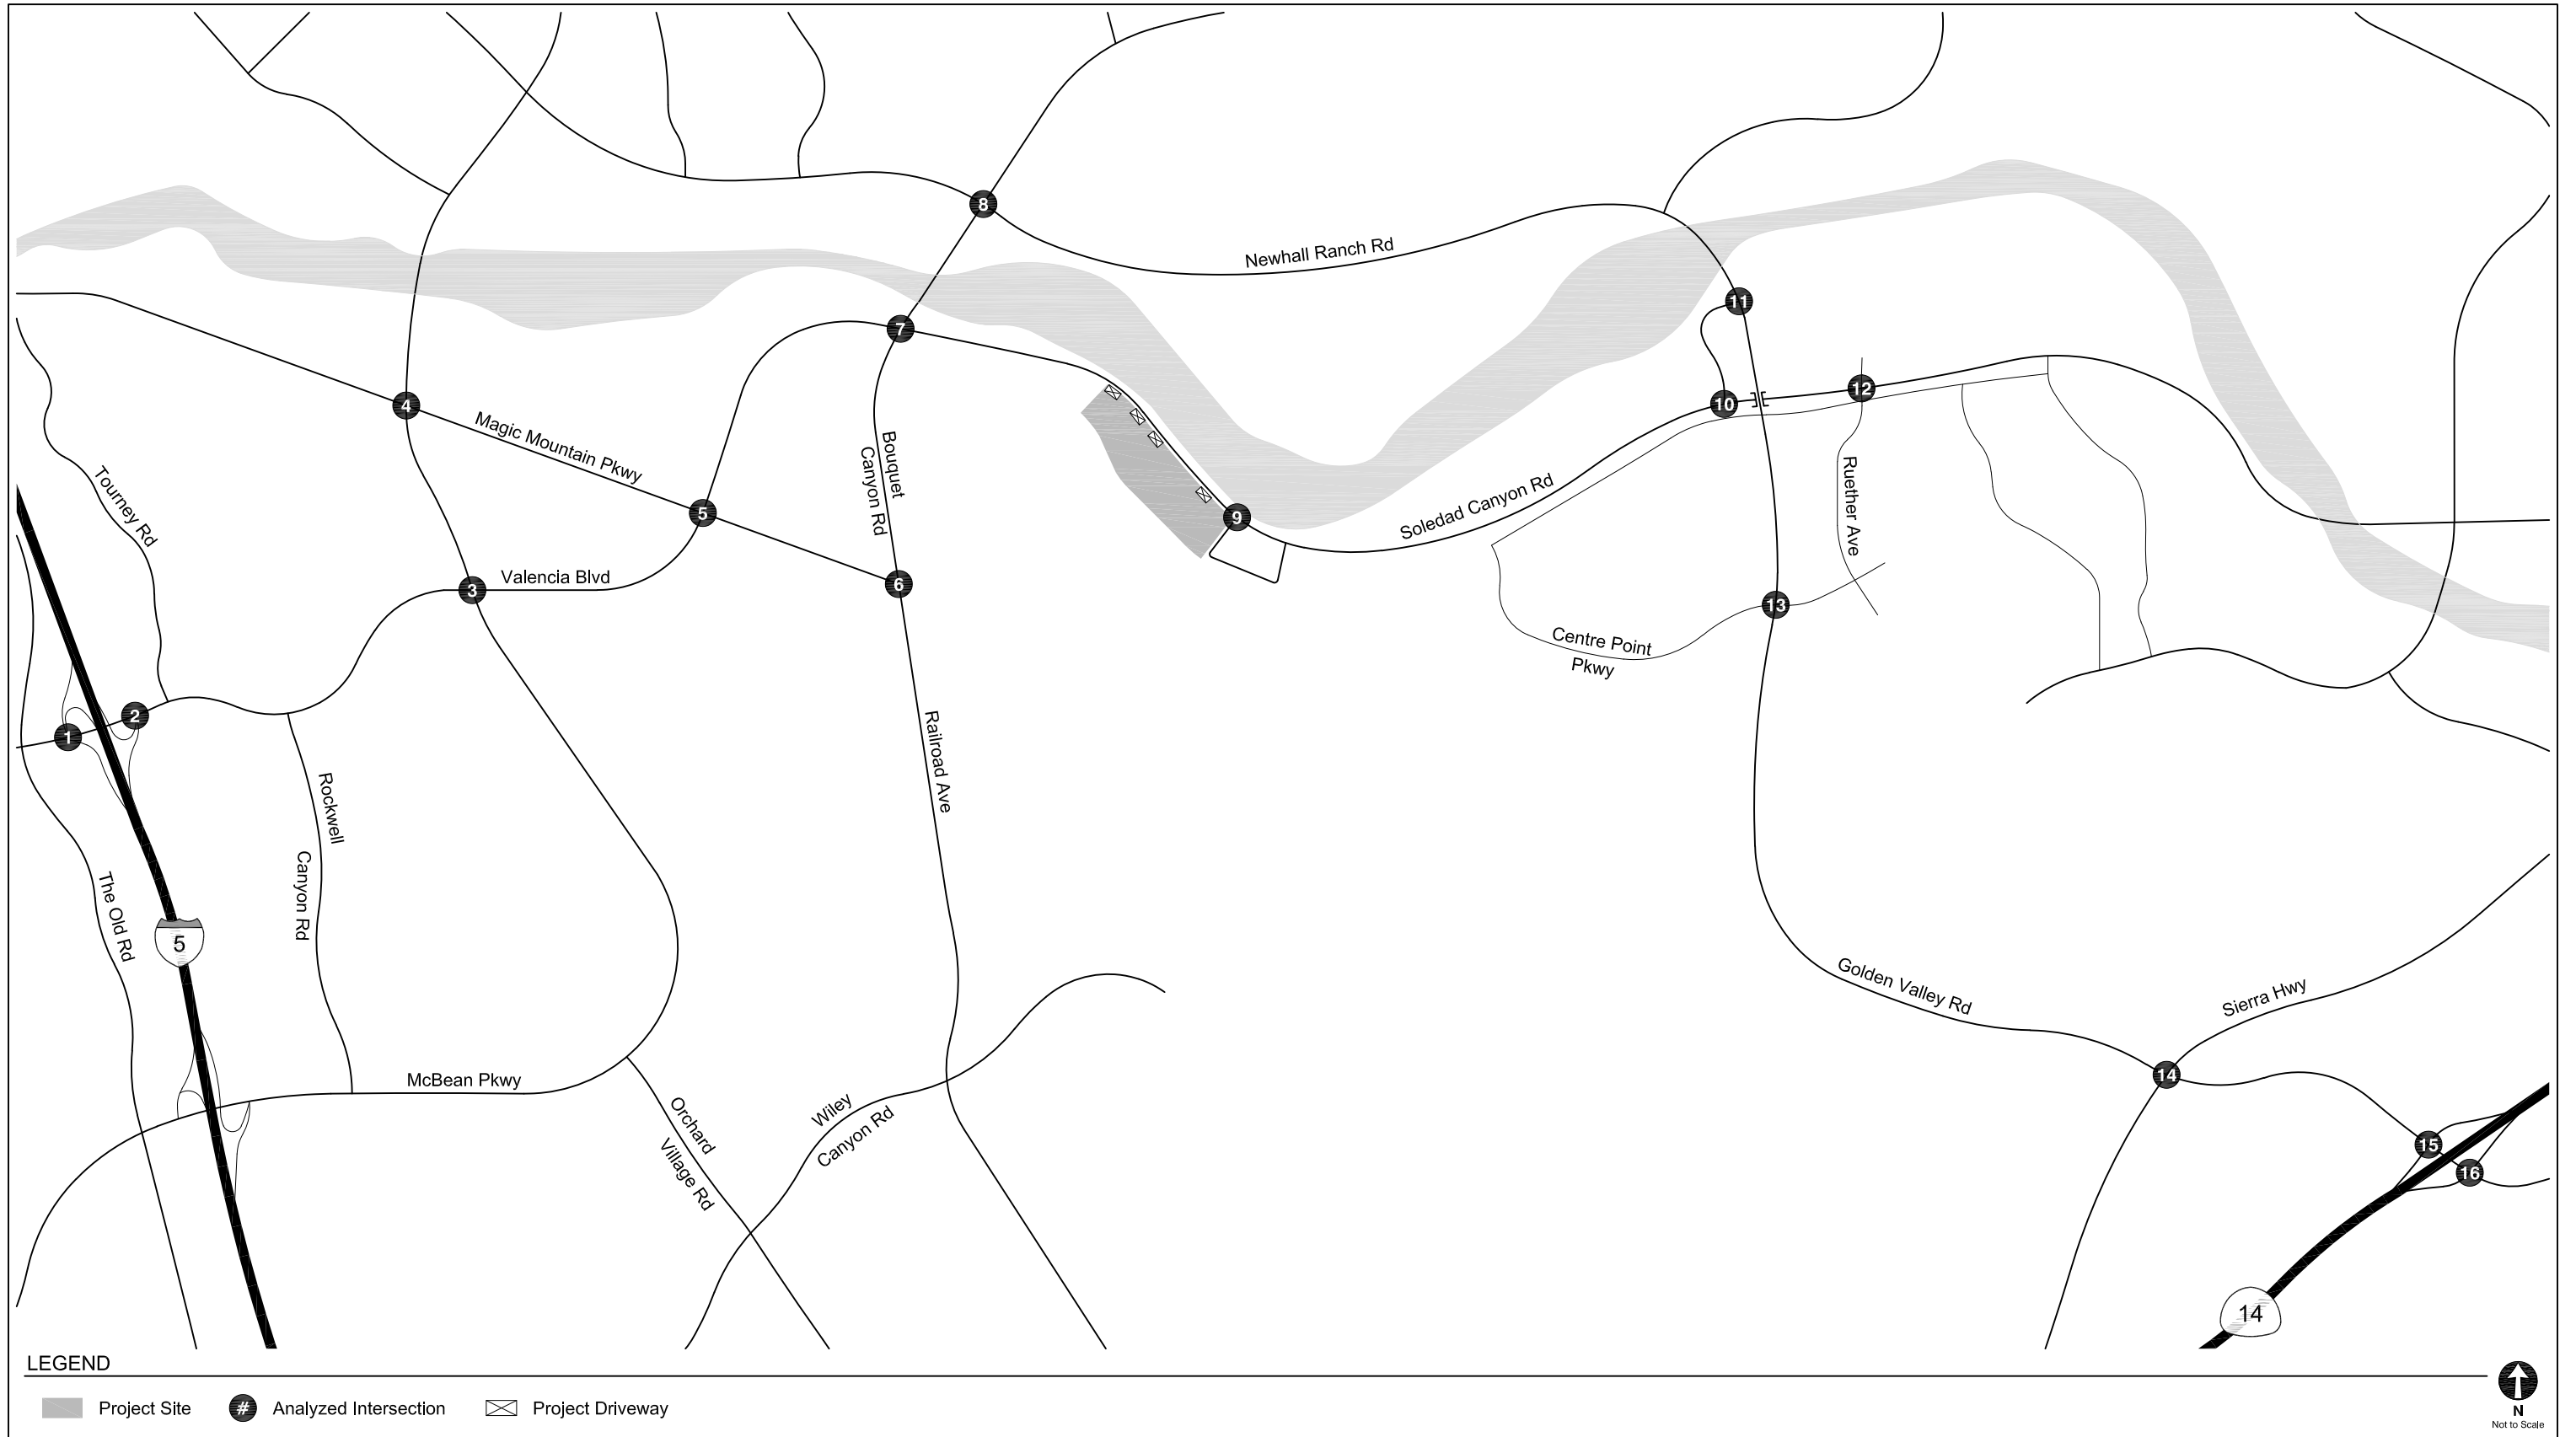 8
Newhall Ranch Rd
11
7
4
Magic Mountain Pkwy
Bouquet
Canyon Rd
10
12
Tourney Rd
5
9
Soledad Canyon Rd
Ruether Ave
3
Valencia Blvd
6
13
Centre Point
Pkwy
1
2
Railroad Ave
Rockwell
Canyon Rd
The Old Rd
5
Golden Valley Rd
Sierra Hwy
McBean Pkwy
14
Orchard
Village Rd
Wiley
Canyon Rd
15
16
14
LEGEND
Project Site
# Analyzed Intersection
Project Driveway
N
Not to Scale